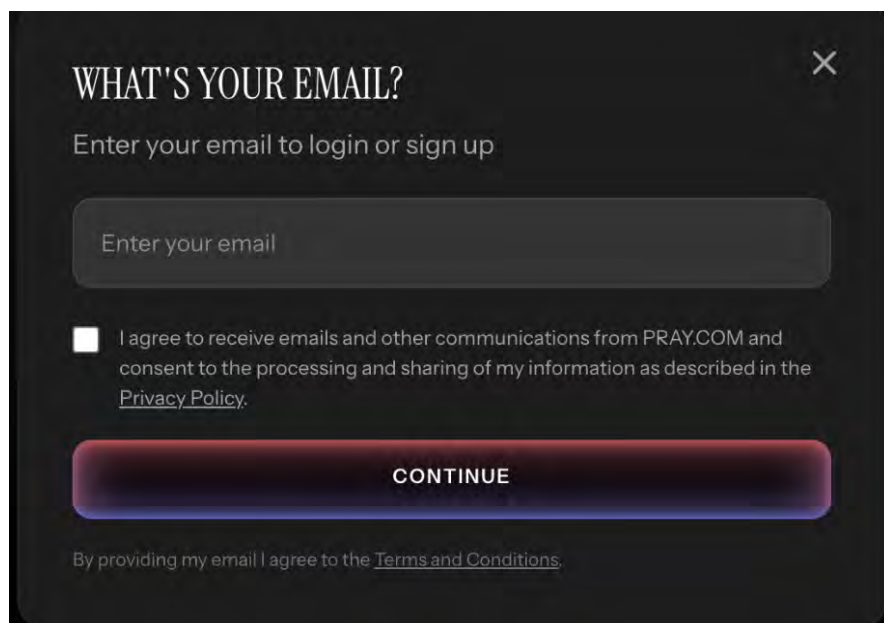 WHAT'S YOUR EMAIL?
Enter your email to login or sign up
Enter your email
I agree to receive emails and other communications from PRAY.COM and
consent to the processing and sharing of my information as described in the
Privacy Policy.
CONTINUE
By providing my email I agree to the Terms and Conditions.